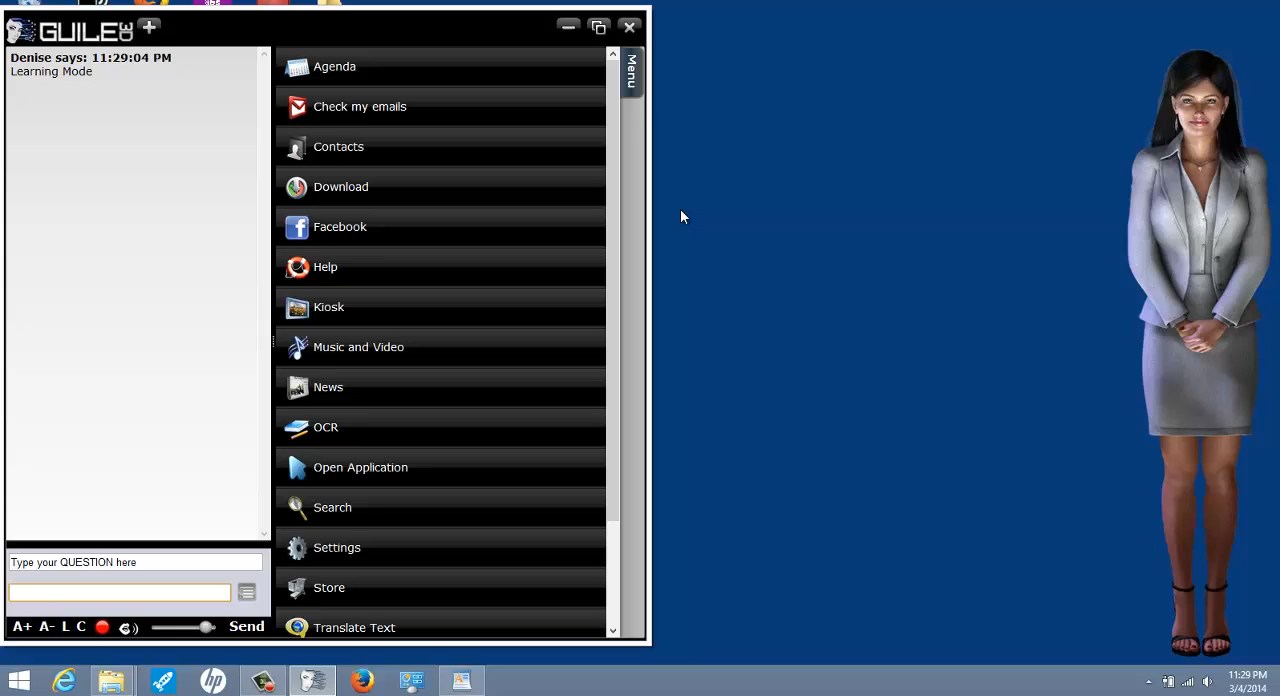 GUILE3D
Denise says: 11:29:04 PM
Learning Mode
Type your QUESTION here
A+ A- L C
Send
Menu
Agenda
Check my emails
Contacts
Download
Facebook
Help
Kiosk
Music and Video
News
OCR
Open Application
Search
Settings
Store
Translate Text
11:29 PM
3/4/2014